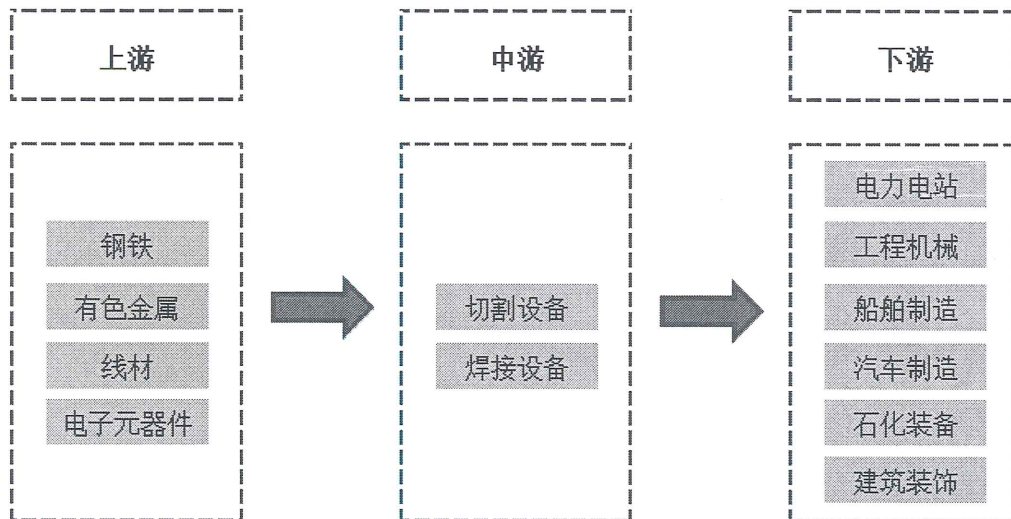 上游
中游
下游
钢铁
有色金属
线材
电子元器件
切割设备
焊接设备
电力电站
工程机械
船舶制造
汽车制造
石化装备
建筑装饰